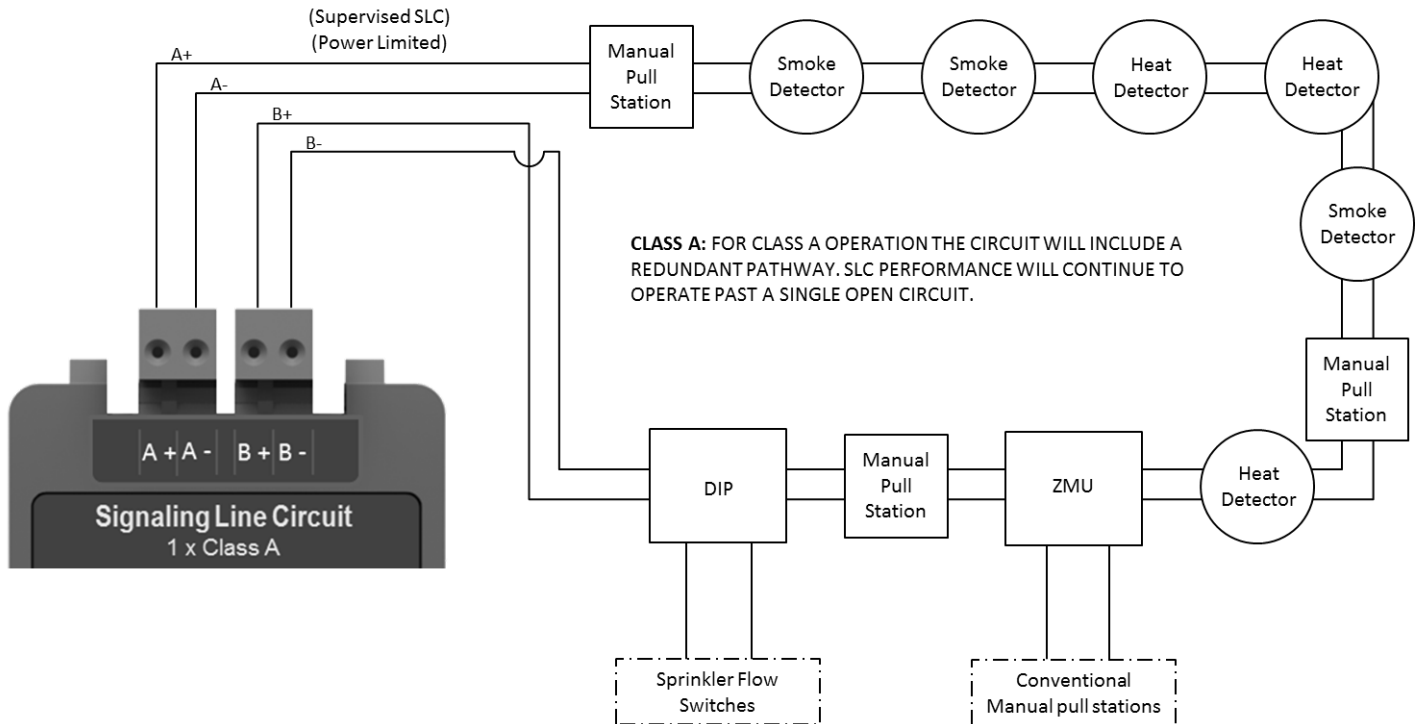 (Supervised SLC)
(Power Limited)
A+
A-
B+
B-
Manual
Pull
Station
Smoke
Detector
Smoke
Detector
Heat
Detector
Heat
Detector
Smoke
Detector
CLASS A: FOR CLASS A OPERATION THE CIRCUIT WILL INCLUDE A
REDUNDANT PATHWAY. SLC PERFORMANCE WILL CONTINUE TO
OPERATE PAST A SINGLE OPEN CIRCUIT.
Manual
Pull
Station
A + A - B + B -
Signaling Line Circuit
1 x Class A
DIP
Manual
Pull
Station
ZMU
Heat
Detector
Sprinkler Flow
Switches
Conventional
Manual pull stations